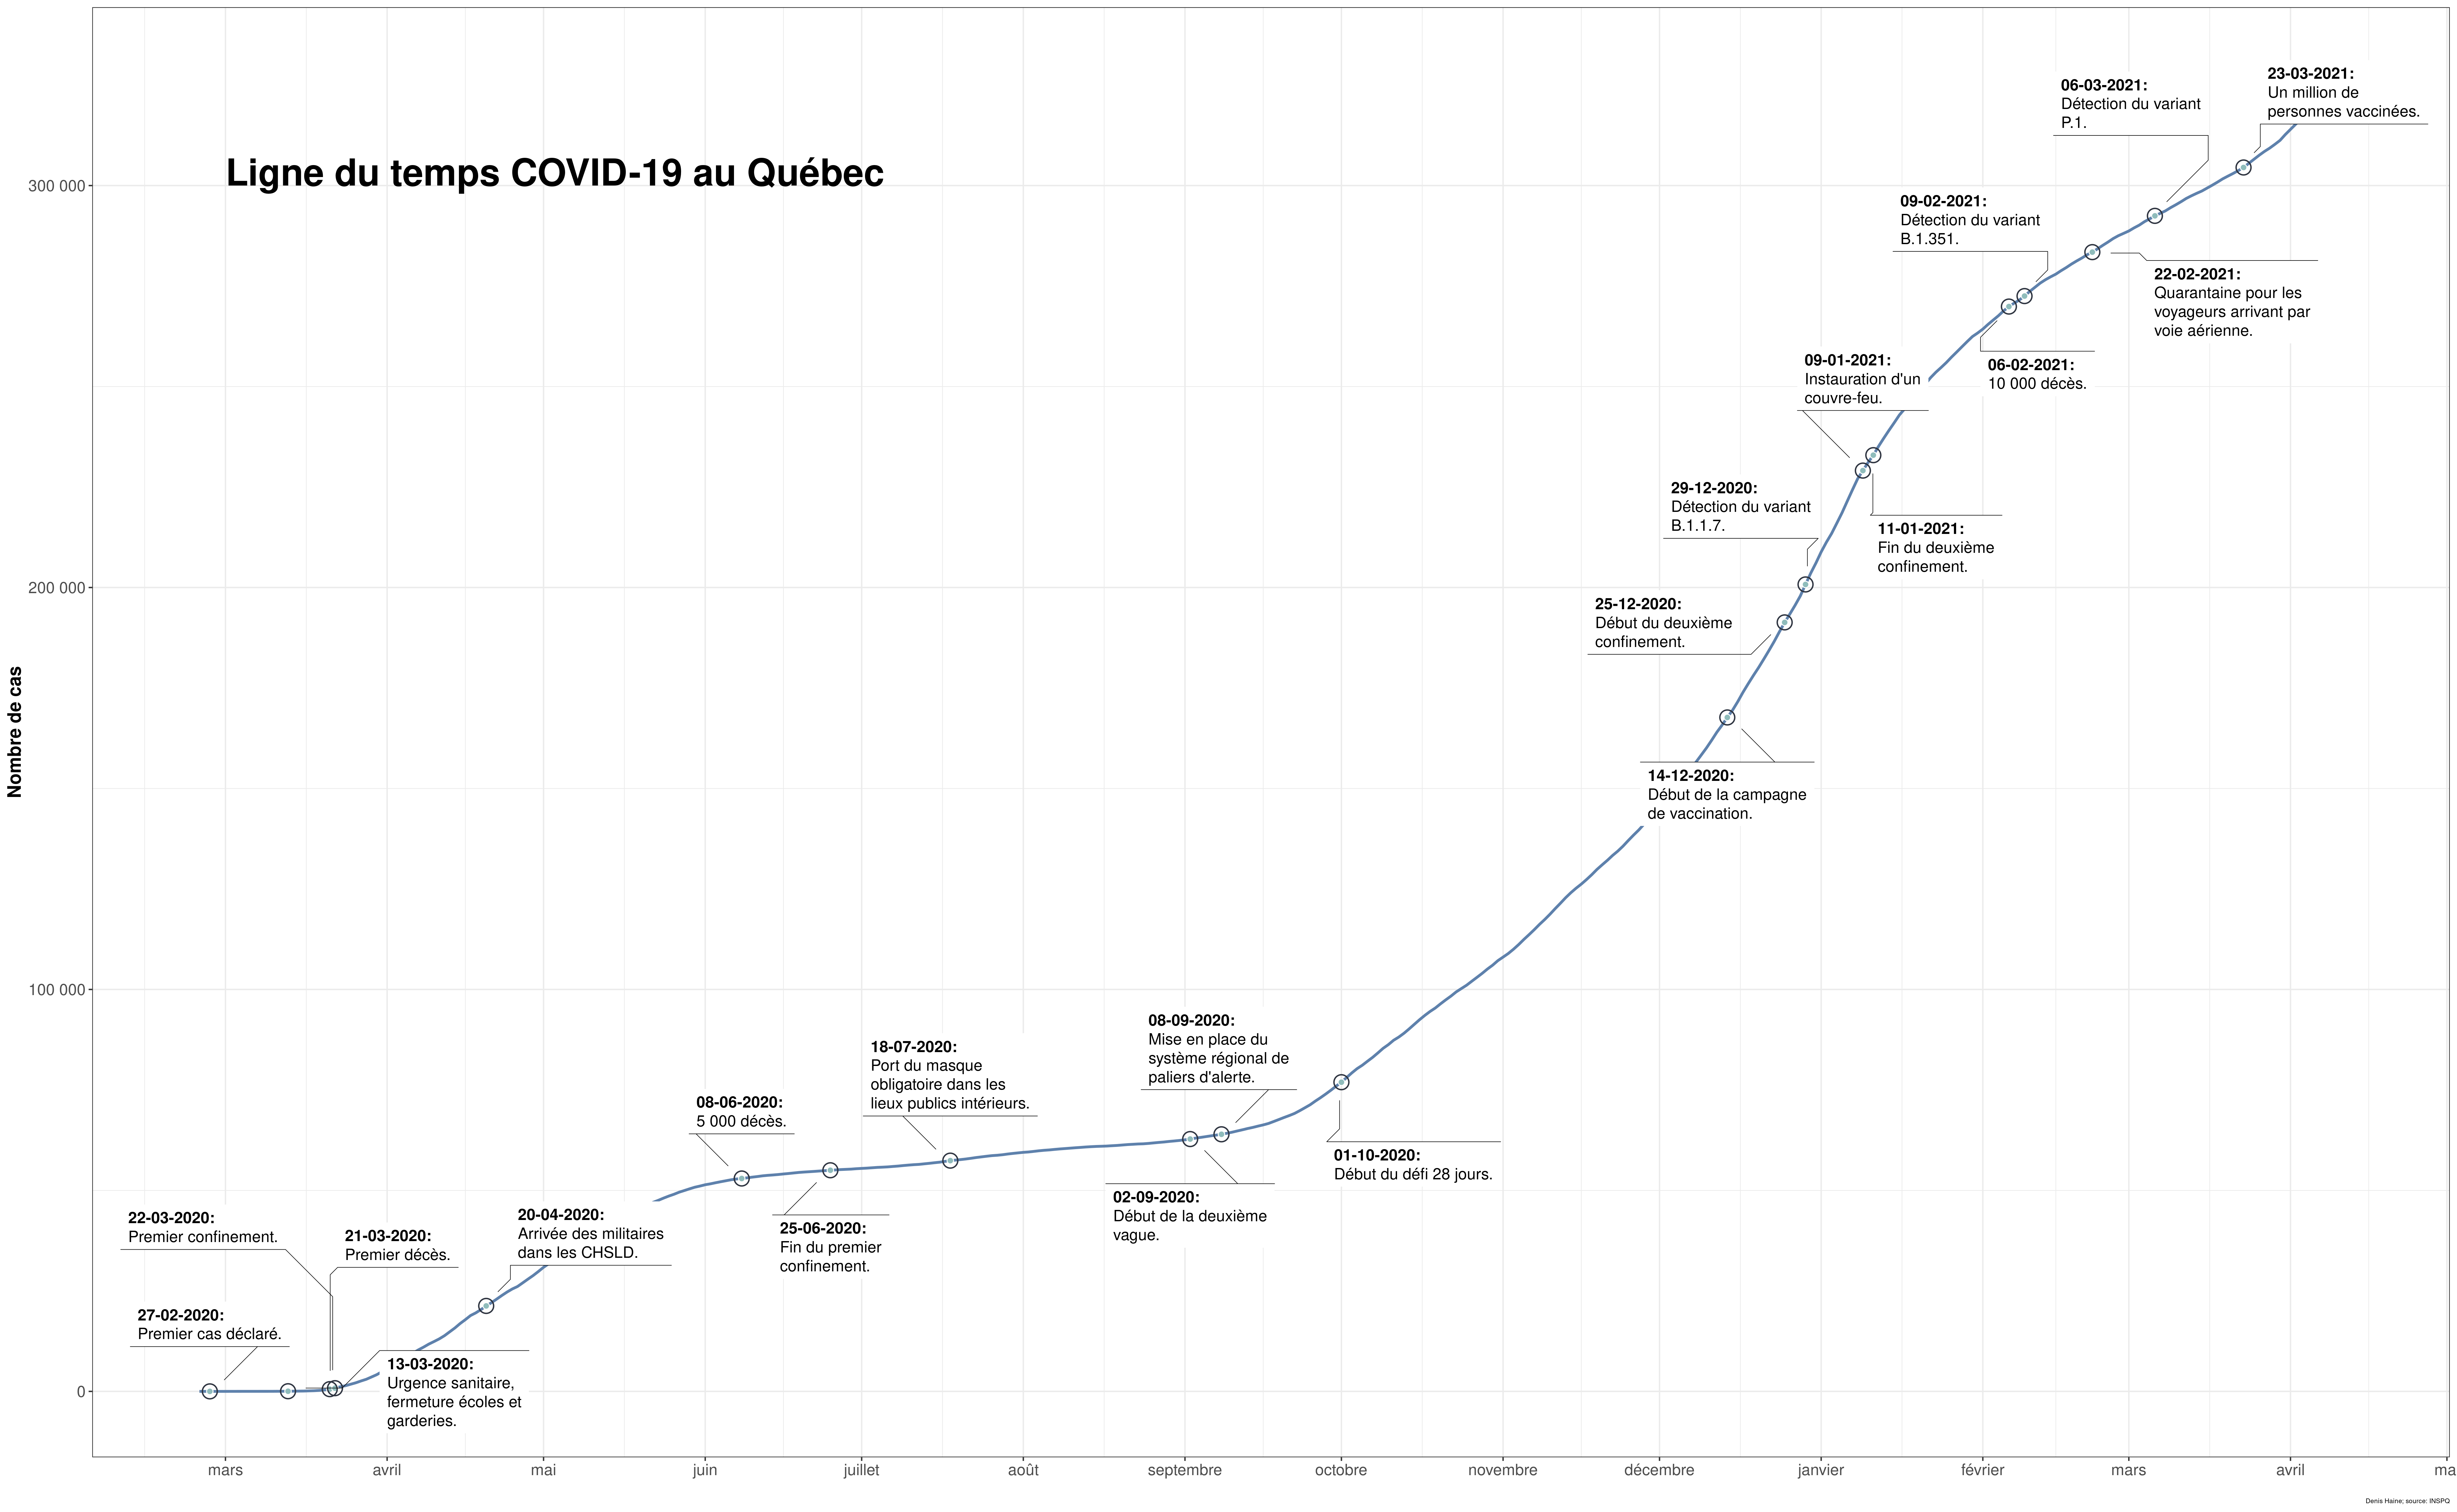 Ligne du temps COVID-19 au Québec
Nombre de cas
300 000
200 000
100 000
0
27-02-2020:
Premier cas déclaré.
22-03-2020:
Premier confinement.
21-03-2020:
Premier décès.
13-03-2020:
Urgence sanitaire,
fermeture écoles et
garderies.
20-04-2020:
Arrivée des militaires
dans les CHSLD.
08-06-2020:
5 000 décès.
25-06-2020:
Fin du premier
confinement.
18-07-2020:
Port du masque
obligatoire dans les
lieux publics intérieurs.
02-09-2020:
Début de la deuxième
vague.
08-09-2020:
Mise en place du
système régional de
paliers d'alerte.
01-10-2020:
Début du défi 28 jours.
14-12-2020:
Début de la campagne
de vaccination.
25-12-2020:
Début du deuxième
confinement.
29-12-2020:
Détection du variant
B.1.1.7.
09-01-2021:
Instauration d'un
couvre-feu.
11-01-2021:
Fin du deuxième
confinement.
06-02-2021:
10 000 décès.
09-02-2021:
Détection du variant
B.1.351.
22-02-2021:
Quarantaine pour les
voyageurs arrivant par
voie aérienne.
06-03-2021:
Détection du variant
P.1.
23-03-2021:
Un million de
personnes vaccinées.
mars avril mai juin juillet août septembre octobre novembre décembre janvier février mars avril ma
Denis Haine; source: INSPQ